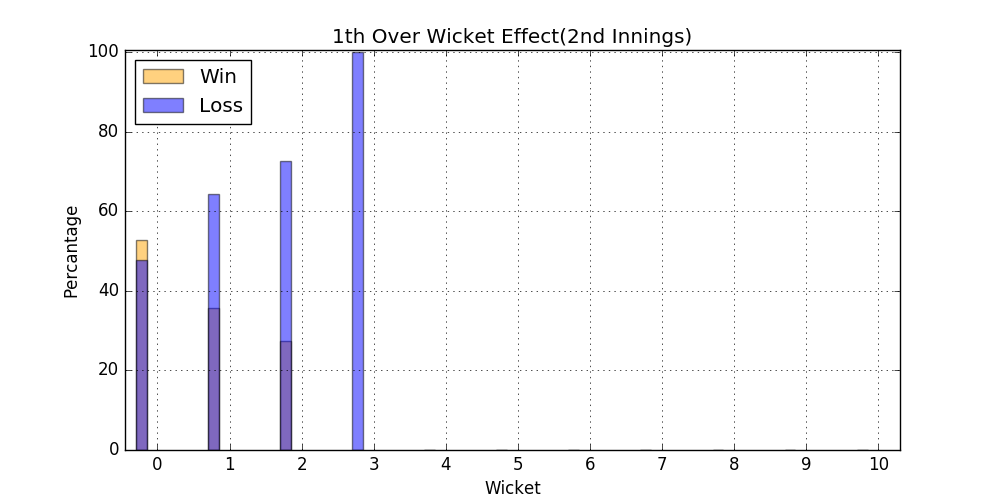 1th Over Wicket Effect(2nd Innings)
100
80
60
40
20
0
Percantage
Win
Loss
0 1 2 3 4 5 6 7 8 9 10
Wicket